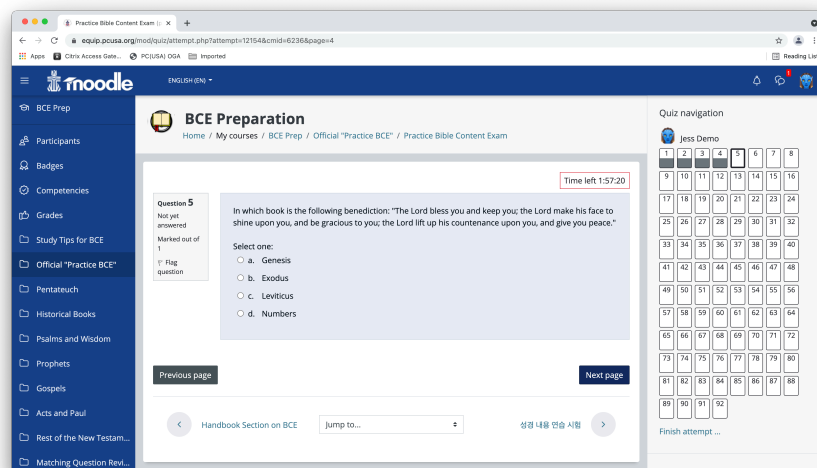 Practice Bible Content Exam (p
equip.pcusa.org/mod/quiz/attempt.php?attempt=12154&cmid=6236&page=4
Apps Citrix Access Gate... PC(USA) OGA Imported Reading List
moodle ENGLISH (EN)
BCE Prep
Participants
Badges
Competencies
Grades
Study Tips for BCE
Official "Practice BCE"
Pentateuch
Historical Books
Psalms and Wisdom
Prophets
Gospels
Acts and Paul
Rest of the New Testam...
Matching Question Revi...
BCE Preparation
Home / My courses / BCE Prep / Official "Practice BCE" / Practice Bible Content Exam
Time left 1:57:20
Question 5
Not yet
answered
Marked out of
1
Flag
question
In which book is the following benediction: "The Lord bless you and keep you; the Lord make his face to
shine upon you, and be gracious to you; the Lord lift up his countenance upon you, and give you peace."
Select one:
a. Genesis
b. Exodus
c. Leviticus
d. Numbers
Previous page Next page
Handbook Section on BCE Jump to... 성경 내용 연습 시험
Quiz navigation
Jess Demo
1 2 3 4 5 6 7 8
9 10 11 12 13 14 15 16
17 18 19 20 21 22 23 24
25 26 27 28 29 30 31 32
33 34 35 36 37 38 39 40
41 42 43 44 45 46 47 48
49 50 51 52 53 54 55 56
57 58 59 60 61 62 63 64
65 66 67 68 69 70 71 72
73 74 75 76 77 78 79 80
81 82 83 84 85 86 87 88
89 90 91 92
Finish attempt ...